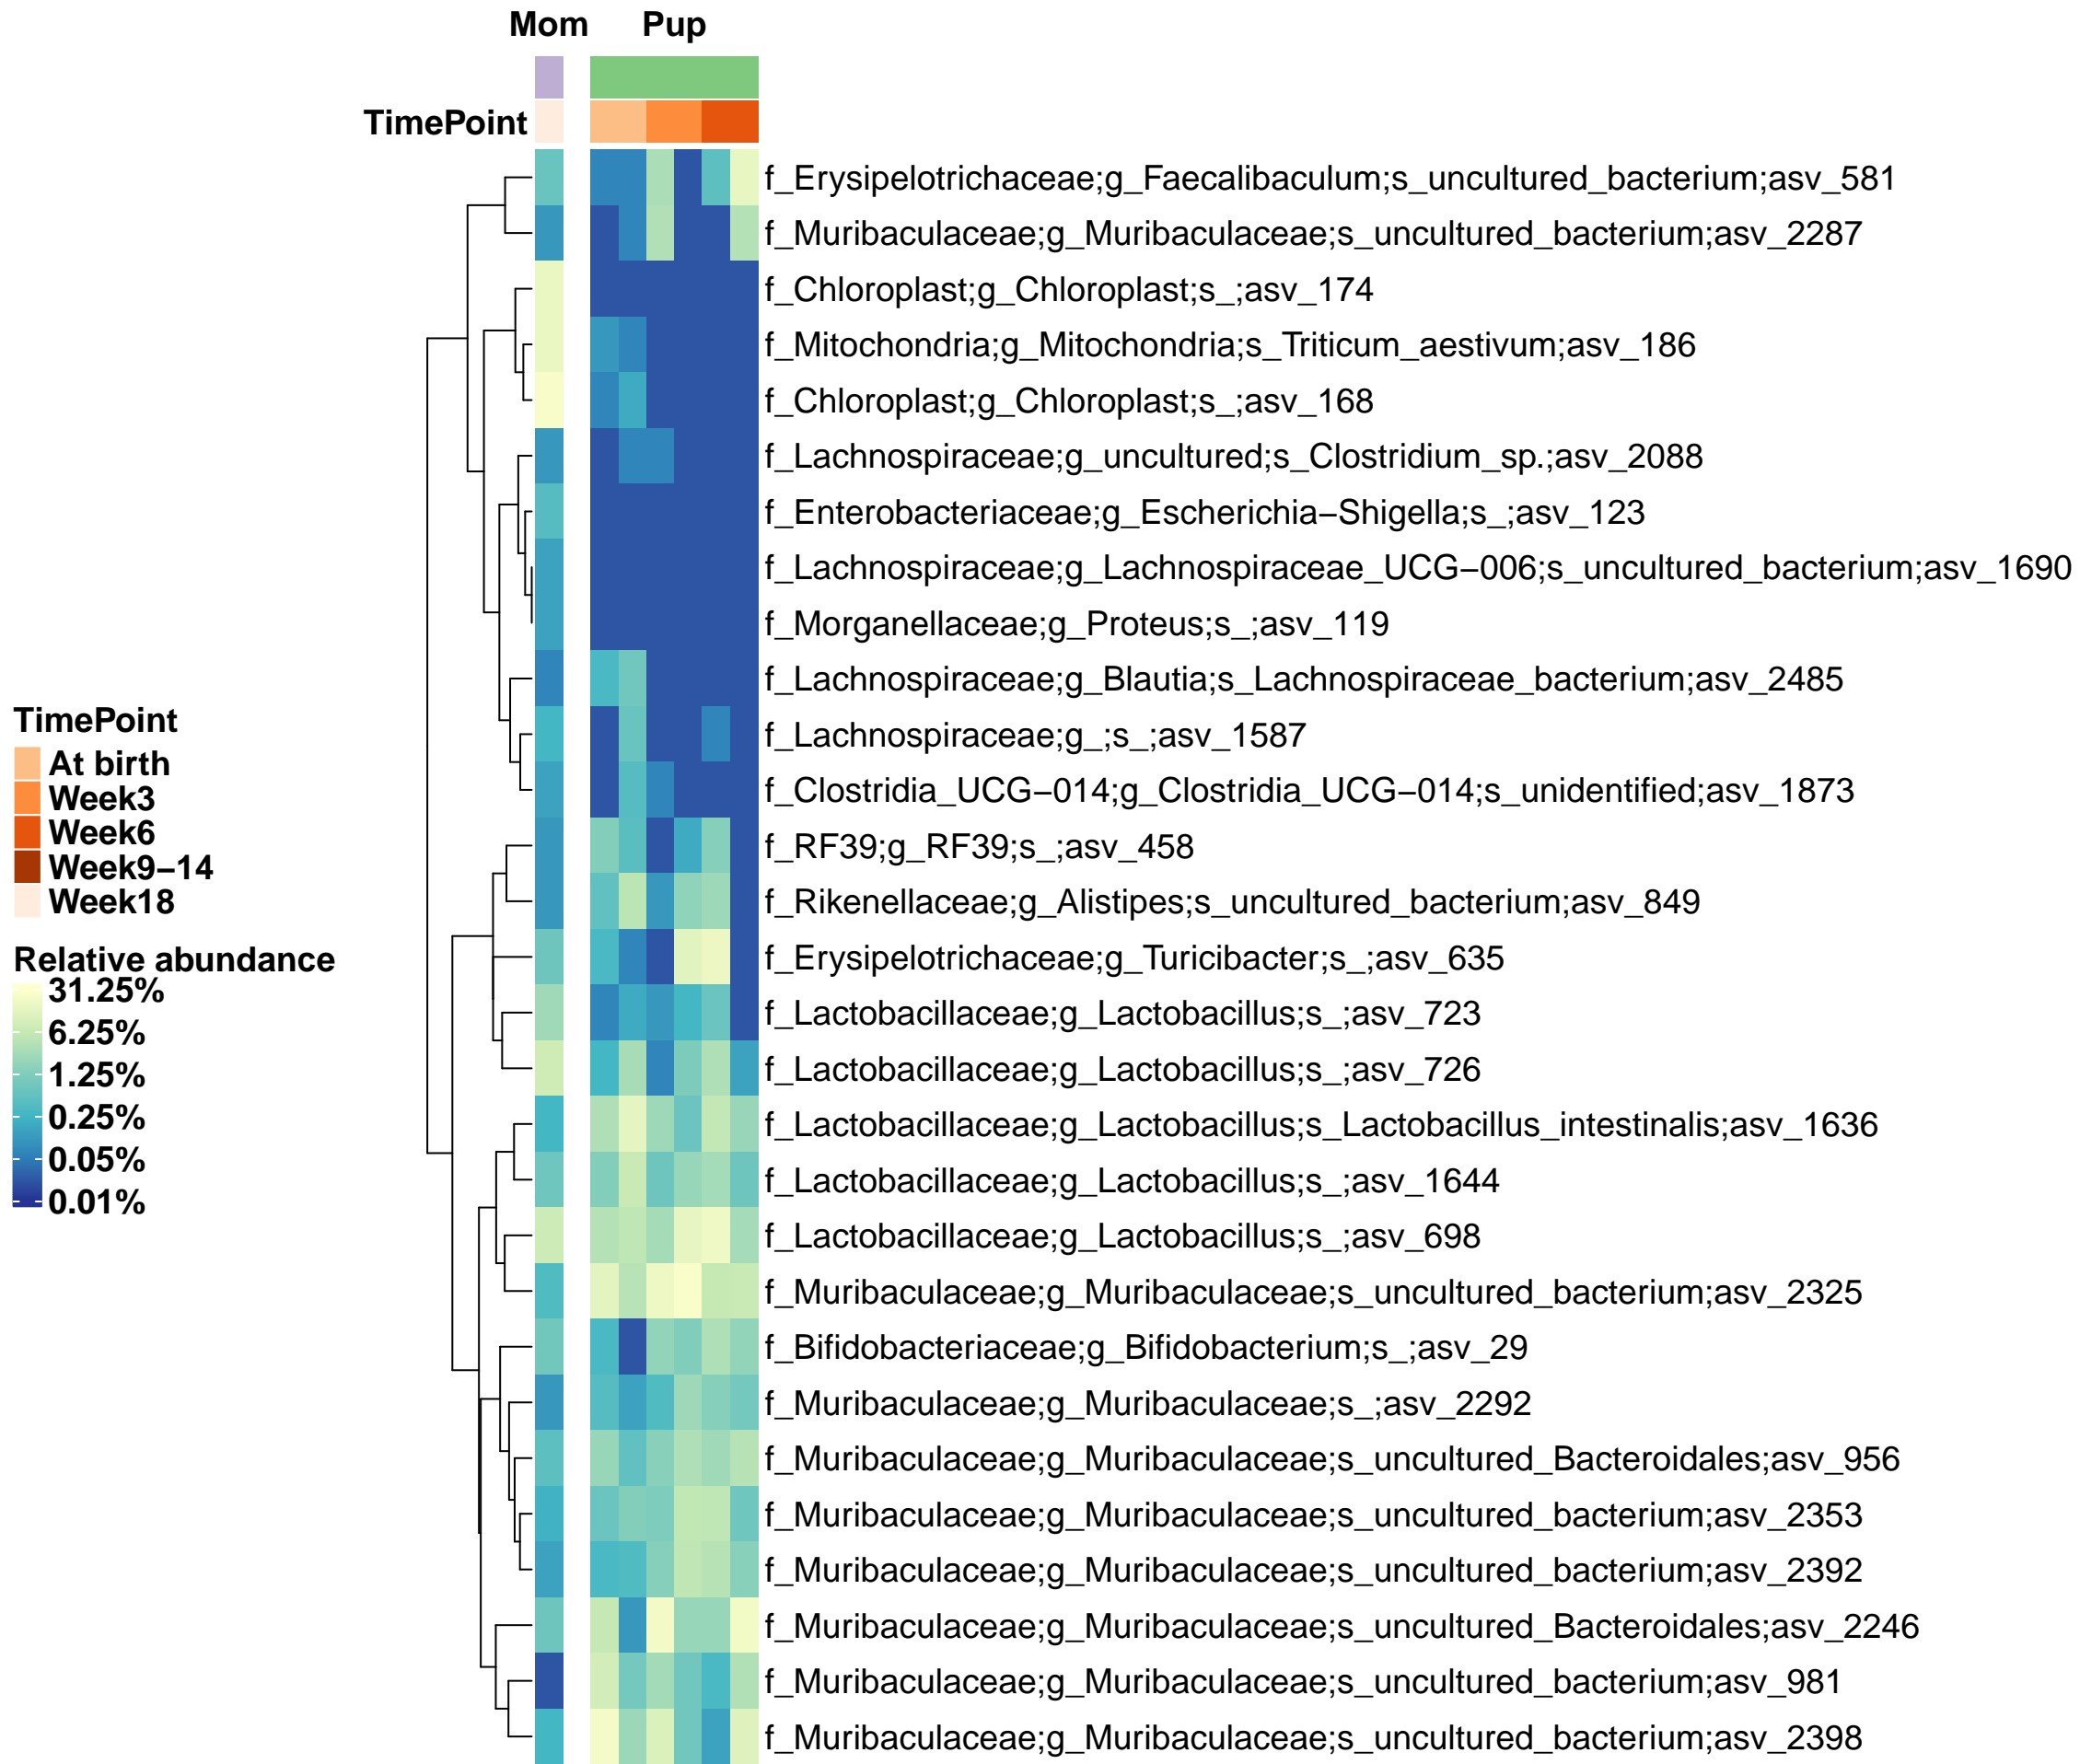 Mom Pup
TimePoint
f_Erysipelotrichaceae;g_Faecalibaculum;s_uncultured_bacterium;asv_581
f_Muribaculaceae;g_Muribaculaceae;s_uncultured_bacterium;asv_2287
f_Chloroplast;g_Chloroplast;s_;asv_174
f_Mitochondria;g_Mitochondria;s_Triticum_aestivum;asv_186
f_Chloroplast;g_Chloroplast;s_;asv_168
f_Lachnospiraceae;g_uncultured;s_Clostridium_sp.;asv_2088
f_Enterobacteriaceae;g_Escherichia−Shigella;s_;asv_123
f_Lachnospiraceae;g_Lachnospiraceae_UCG−006;s_uncultured_bacterium;asv_1690
f_Morganellaceae;g_Proteus;s_;asv_119
f_Lachnospiraceae;g_Blautia;s_Lachnospiraceae_bacterium;asv_2485
f_Lachnospiraceae;g_;s_;asv_1587
f_Clostridia_UCG−014;g_Clostridia_UCG−014;s_unidentified;asv_1873
f_RF39;g_RF39;s_;asv_458
f_Rikenellaceae;g_Alistipes;s_uncultured_bacterium;asv_849
f_Erysipelotrichaceae;g_Turicibacter;s_;asv_635
f_Lactobacillaceae;g_Lactobacillus;s_;asv_723
f_Lactobacillaceae;g_Lactobacillus;s_;asv_726
f_Lactobacillaceae;g_Lactobacillus;s_Lactobacillus_intestinalis;asv_1636
f_Lactobacillaceae;g_Lactobacillus;s_;asv_1644
f_Lactobacillaceae;g_Lactobacillus;s_;asv_698
f_Muribaculaceae;g_Muribaculaceae;s_uncultured_bacterium;asv_2325
f_Bifidobacteriaceae;g_Bifidobacterium;s_;asv_29
f_Muribaculaceae;g_Muribaculaceae;s_;asv_2292
f_Muribaculaceae;g_Muribaculaceae;s_uncultured_Bacteroidales;asv_956
f_Muribaculaceae;g_Muribaculaceae;s_uncultured_bacterium;asv_2353
f_Muribaculaceae;g_Muribaculaceae;s_uncultured_bacterium;asv_2392
f_Muribaculaceae;g_Muribaculaceae;s_uncultured_Bacteroidales;asv_2246
f_Muribaculaceae;g_Muribaculaceae;s_uncultured_bacterium;asv_981
f_Muribaculaceae;g_Muribaculaceae;s_uncultured_bacterium;asv_2398
TimePoint
At birth
Week3
Week6
Week9−14
Week18
Relative abundance
31.25%
6.25%
1.25%
0.25%
0.05%
0.01%